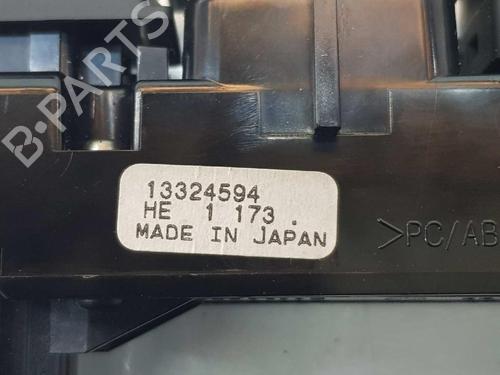 B-PARTS
13324594
HE 1 173 .
MADE IN JAPAN
>PC/AB